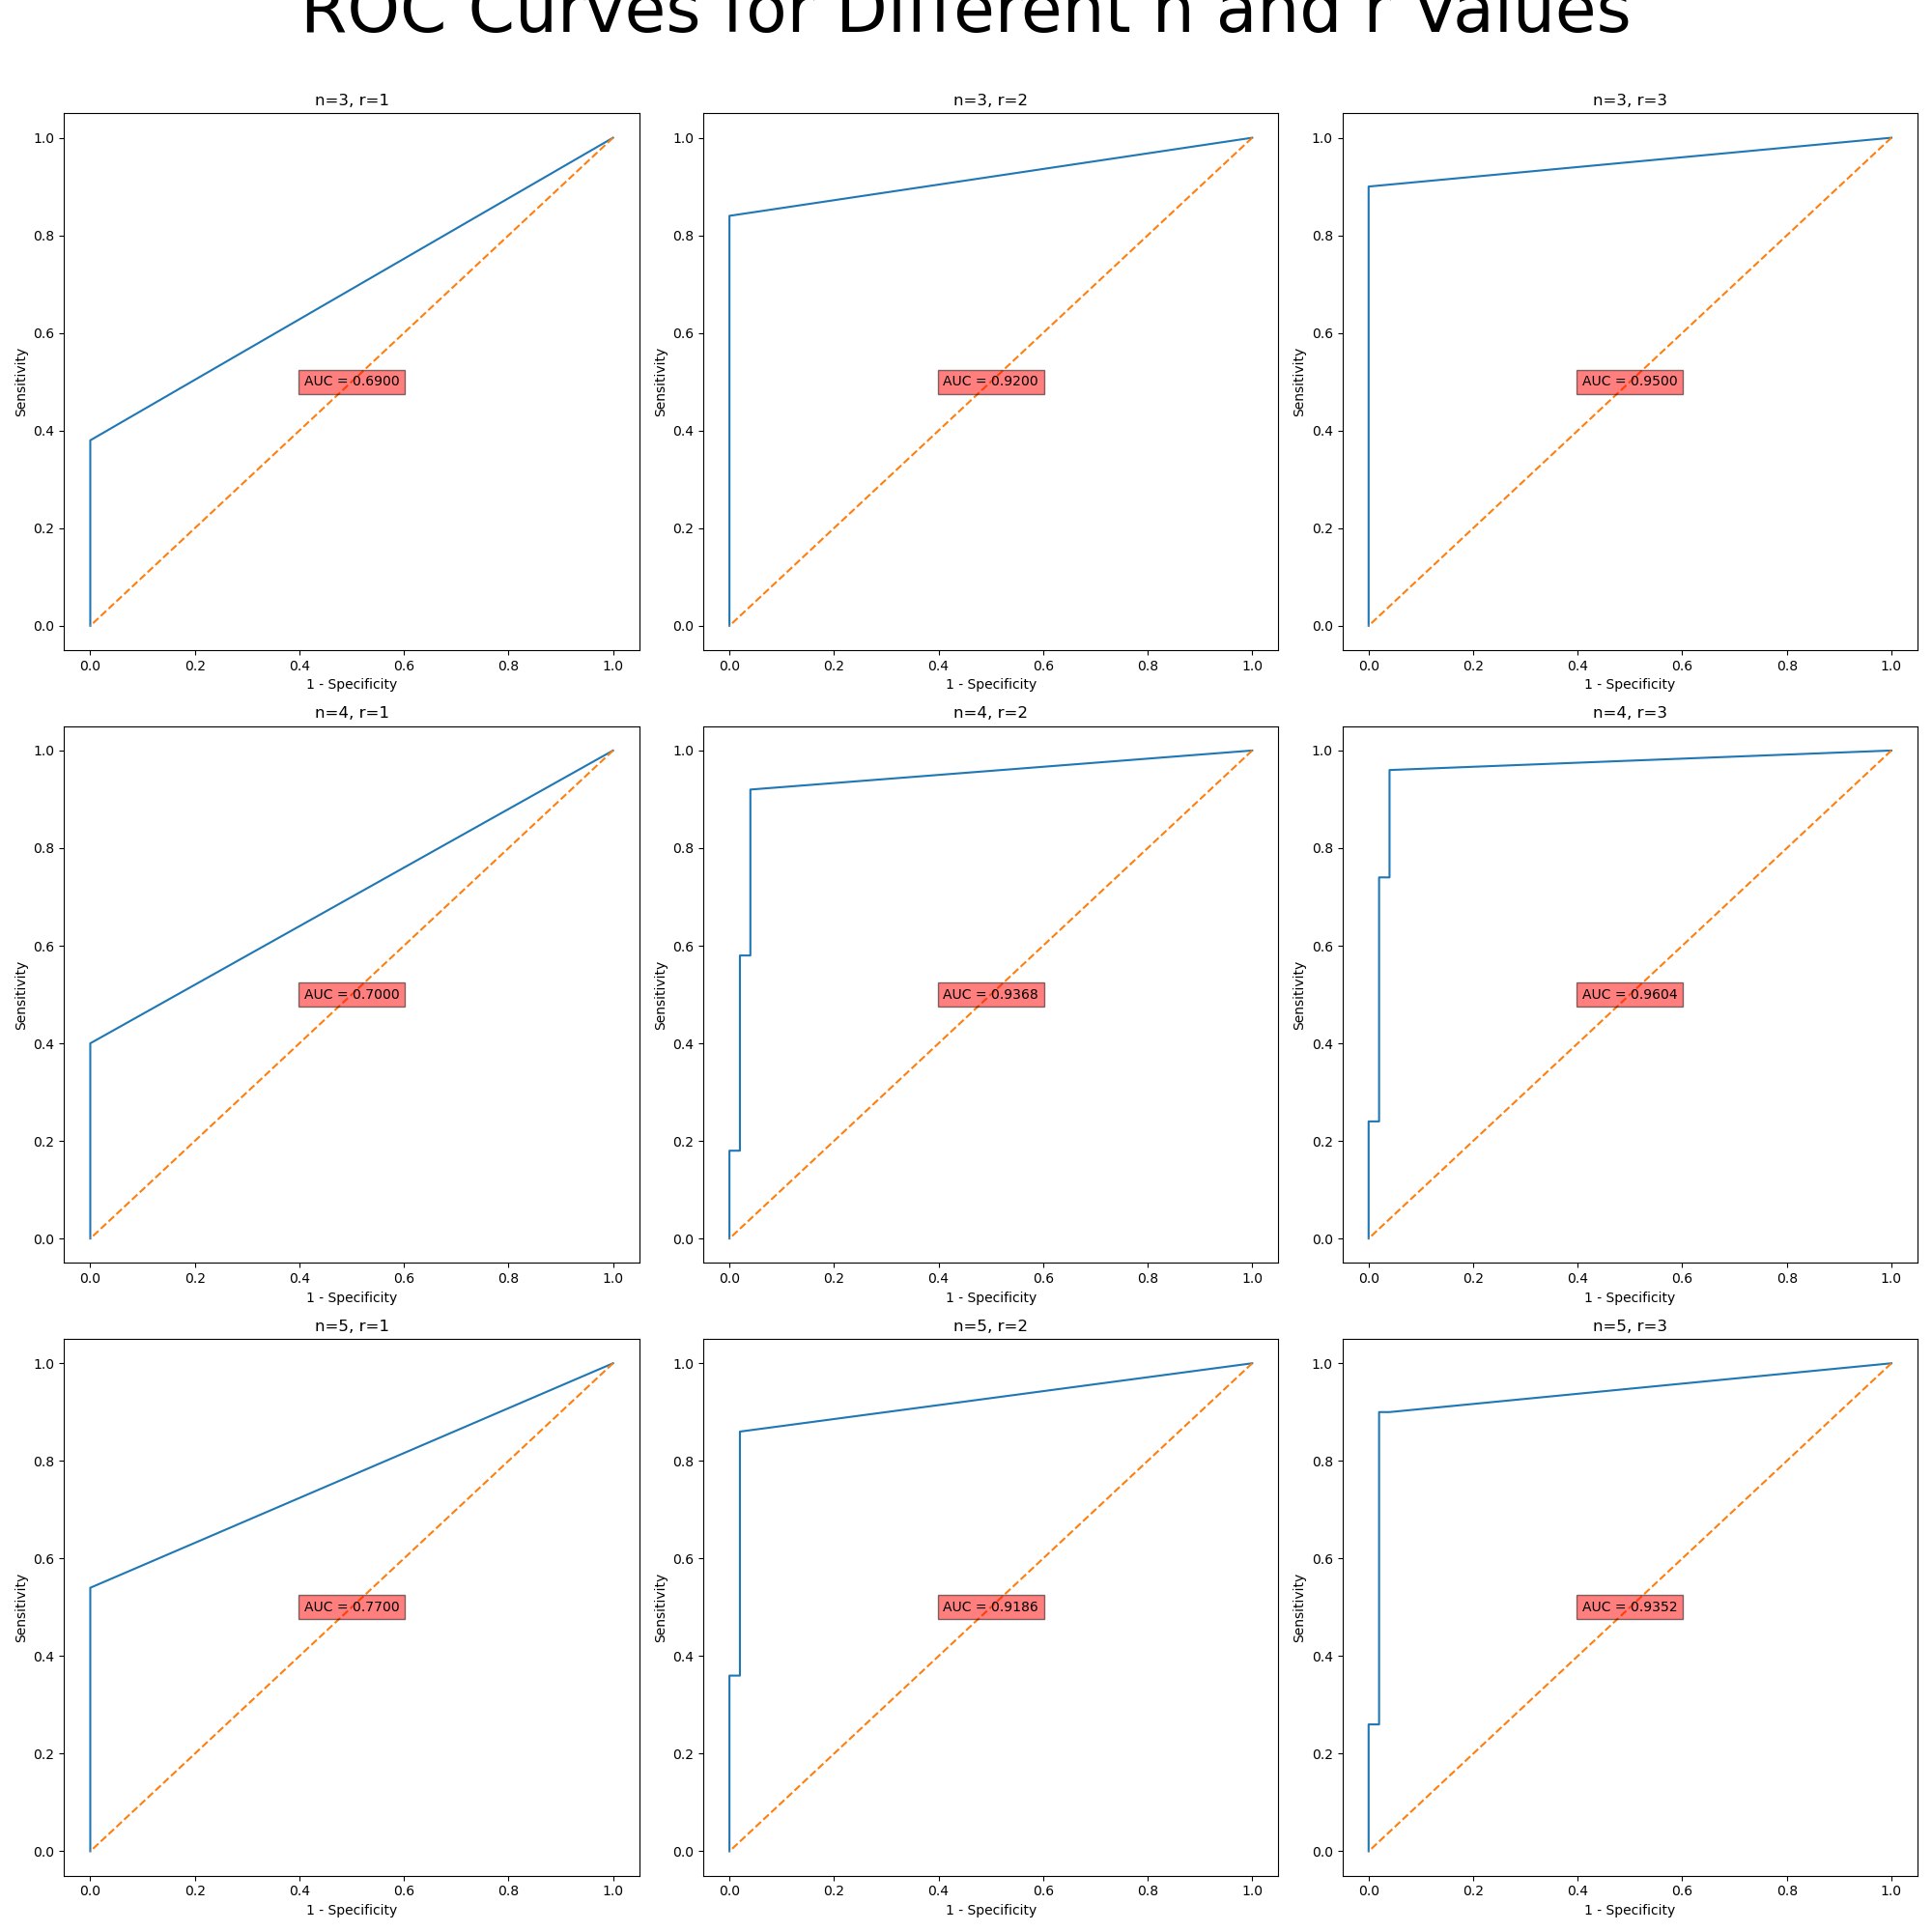 ROC Curves for Different n and r Values
n=3, r=1
1.0
0.8
0.6
0.4
0.2
0.0
Sensitivity
AUC = 0.6900
0.0 0.2 0.4 0.6 0.8 1.0
1 - Specificity
n=3, r=2
1.0
0.8
0.6
0.4
0.2
0.0
Sensitivity
AUC = 0.9200
0.0 0.2 0.4 0.6 0.8 1.0
1 - Specificity
n=3, r=3
1.0
0.8
0.6
0.4
0.2
0.0
Sensitivity
AUC = 0.9500
0.0 0.2 0.4 0.6 0.8 1.0
1 - Specificity
n=4, r=1
1.0
0.8
0.6
0.4
0.2
0.0
Sensitivity
AUC = 0.7000
0.0 0.2 0.4 0.6 0.8 1.0
1 - Specificity
n=4, r=2
1.0
0.8
0.6
0.4
0.2
0.0
Sensitivity
AUC = 0.9368
0.0 0.2 0.4 0.6 0.8 1.0
1 - Specificity
n=4, r=3
1.0
0.8
0.6
0.4
0.2
0.0
Sensitivity
AUC = 0.9604
0.0 0.2 0.4 0.6 0.8 1.0
1 - Specificity
n=5, r=1
1.0
0.8
0.6
0.4
0.2
0.0
Sensitivity
AUC = 0.7700
0.0 0.2 0.4 0.6 0.8 1.0
1 - Specificity
n=5, r=2
1.0
0.8
0.6
0.4
0.2
0.0
Sensitivity
AUC = 0.9186
0.0 0.2 0.4 0.6 0.8 1.0
1 - Specificity
n=5, r=3
1.0
0.8
0.6
0.4
0.2
0.0
Sensitivity
AUC = 0.9352
0.0 0.2 0.4 0.6 0.8 1.0
1 - Specificity